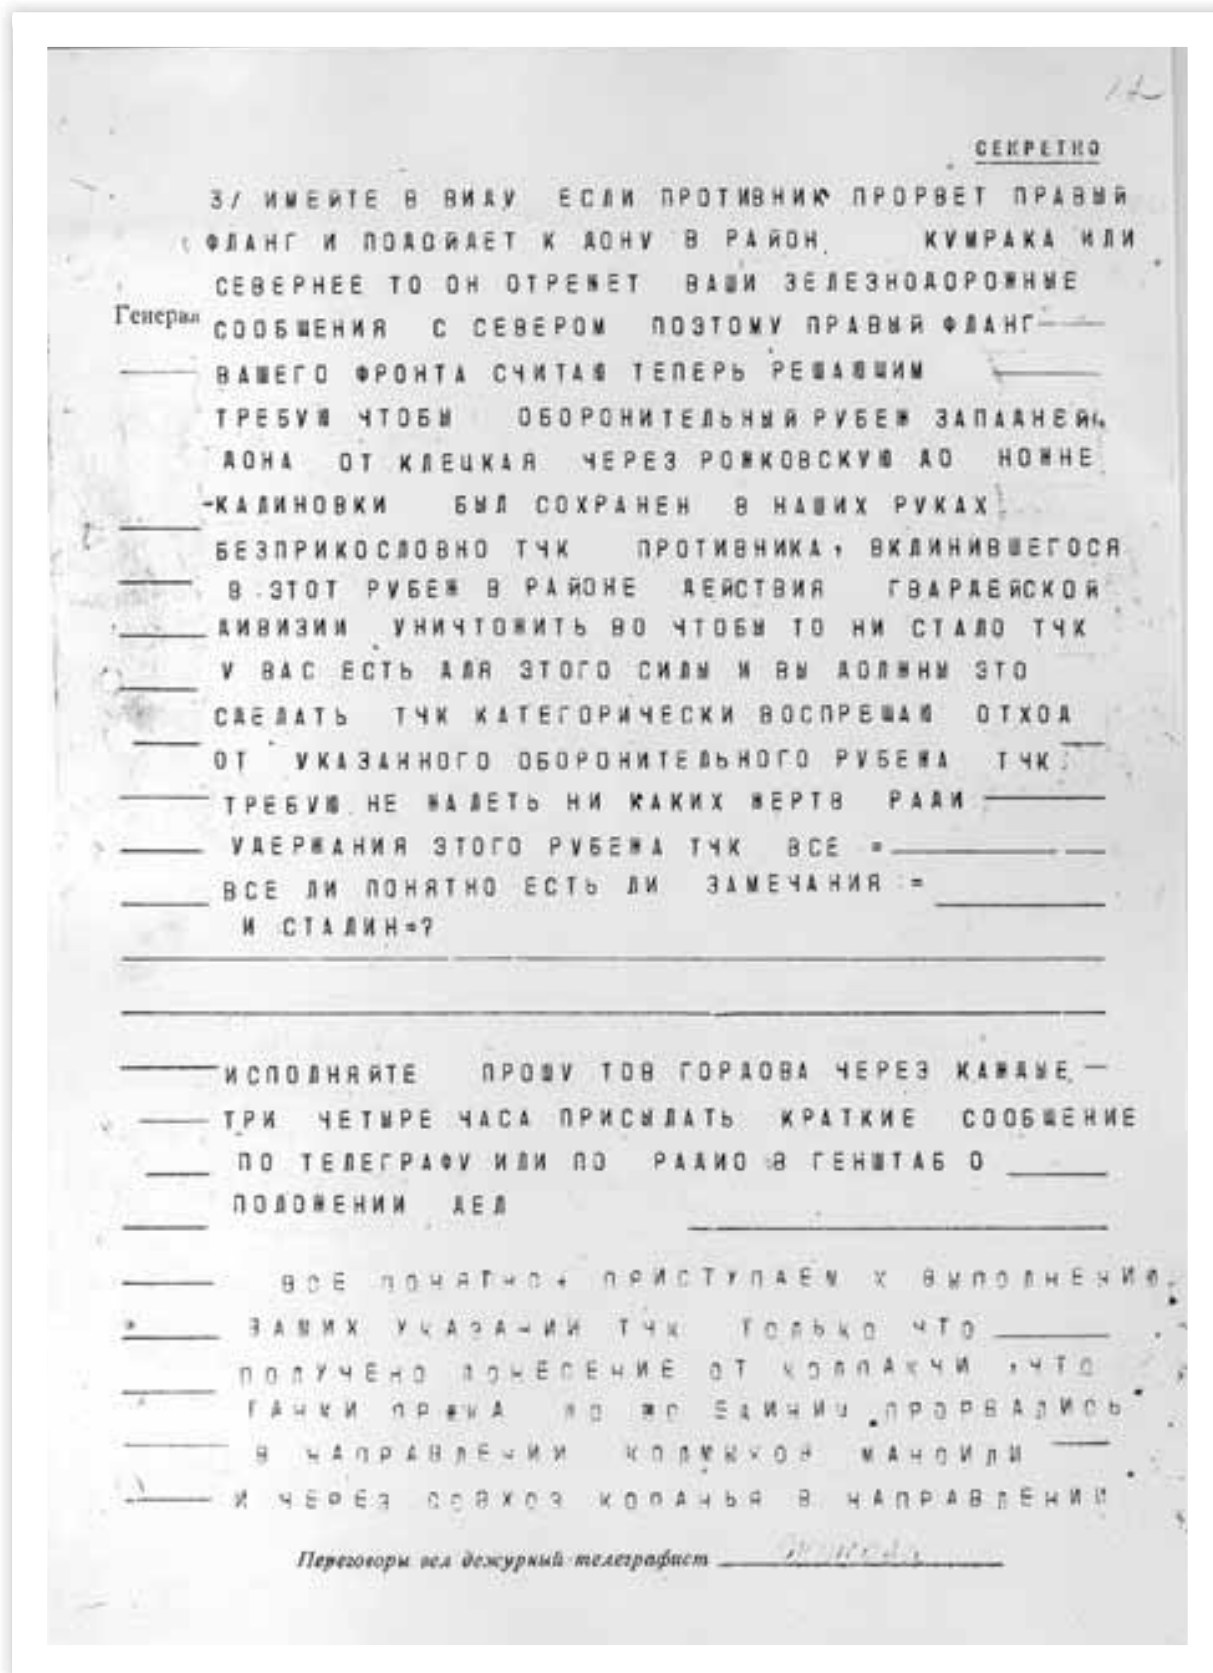 СЕКРЕТНО
3/ ИМЕЙТЕ В ВИДУ ЕСЛИ ПРОТИВНИК ПРОРВЕТ ПРАВЫЙ
ФЛАНГ И ПОДОЙДЕТ К ДОНУ В РАЙОН КУМРАКА ИЛИ
СЕВЕРНЕЕ ТО ОН ОТРЕЖЕТ ВАШИ ЗЕЛЕЗНОДОРОЖНЫЕ
Генерал
СООБЩЕНИЯ С СЕВЕРОМ ПОЭТОМУ ПРАВЫЙ ФЛАНГ
ВАШЕГО ФРОНТА СЧИТАЮ ТЕПЕРЬ РЕШАЮЩИМ
ТРЕБУЮ ЧТОБЫ ОБОРОНИТЕЛЬНЫЙ РУБЕЖ ЗАПАДНЕЙ
ДОНА ОТ КЛЕЦКАЯ ЧЕРЕЗ РОЖКОВСКУЮ ДО НОЖНЕ
-КАЛИНОВКИ БЫЛ СОХРАНЕН В НАШИХ РУКАХ
БЕЗПРИКОСЛОВНО ТЧК ПРОТИВНИКА, ВКЛИНИВШЕГОСЯ
В ЭТОТ РУБЕЖ В РАЙОНЕ ДЕЙСТВИЯ ГВАРДЕЙСКОЙ
ДИВИЗИИ УНИЧТОЖИТЬ ВО ЧТОБЫ ТО НИ СТАЛО ТЧК
У ВАС ЕСТЬ ДЛЯ ЭТОГО СИЛЫ И ВЫ ДОЛЖНЫ ЭТО
СДЕЛАТЬ ТЧК КАТЕГОРИЧЕСКИ ВОСПРЕЩАЮ ОТХОД
ОТ УКАЗАННОГО ОБОРОНИТЕЛЬНОГО РУБЕЖА ТЧК
ТРЕБУЮ НЕ ЖАЛЕТЬ НИ КАКИХ ЖЕРТВ РАДИ
УДЕРЖАНИЯ ЭТОГО РУБЕЖА ТЧК ВСЕ =
ВСЕ ЛИ ПОНЯТНО ЕСТЬ ЛИ ЗАМЕЧАНИЯ =
И СТАЛИН=?
ИСПОЛНЯЙТЕ ПРОШУ ТОВ ГОРДОВА ЧЕРЕЗ КАЖДЫЕ
ТРИ ЧЕТЫРЕ ЧАСА ПРИСЫЛАТЬ КРАТКИЕ СООБЩЕНИЕ
ПО ТЕЛЕГРАФУ ИЛИ ПО РАДИО В ГЕНШТАБ О
ПОЛОЖЕНИИ ДЕЛ
ВСЕ ПОНЯТНО, ПРИСТУПАЕМ К ВЫПОЛНЕНИЮ
ВАШИХ УКАЗАНИИ ТЧК ТОЛЬКО ЧТО
ПОЛУЧЕНО ДОНЕСЕНИЕ ОТ КОЛПАКЧИ ,ЧТО
ТАНКИ ПРЖКА ПРОРВАЛИСЬ
В НАПРАВЛЕНИИ МАНОИЛИ
И ЧЕРЕЗ СОВХОЗ КОПАНЬЯ В НАПРАВЛЕНИИ
Переговоры вел дежурный телеграфист